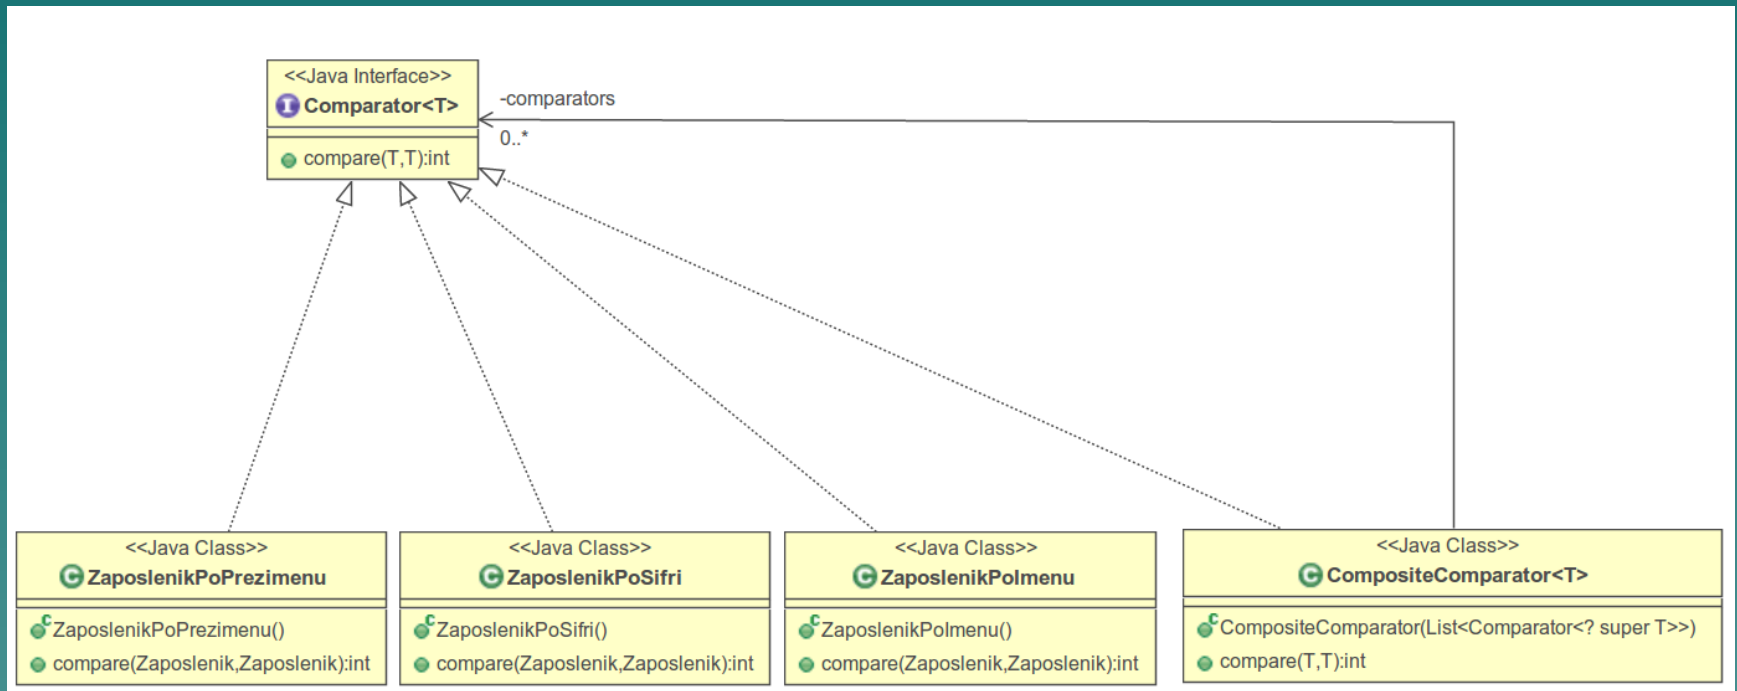 <<Java Interface>>
Comparator<T>
compare(T,T):int
-comparators
0..*
<<Java Class>>
ZaposlenikPoPrezimenu
ZaposlenikPoPrezimenu()
compare(Zaposlenik,Zaposlenik):int
<<Java Class>>
ZaposlenikPoSifri
ZaposlenikPoSifri()
compare(Zaposlenik,Zaposlenik):int
<<Java Class>>
ZaposlenikPoImenu
ZaposlenikPoImenu()
compare(Zaposlenik,Zaposlenik):int
<<Java Class>>
CompositeComparator<T>
CompositeComparator(List<Comparator<? super T>>)
compare(T,T):int